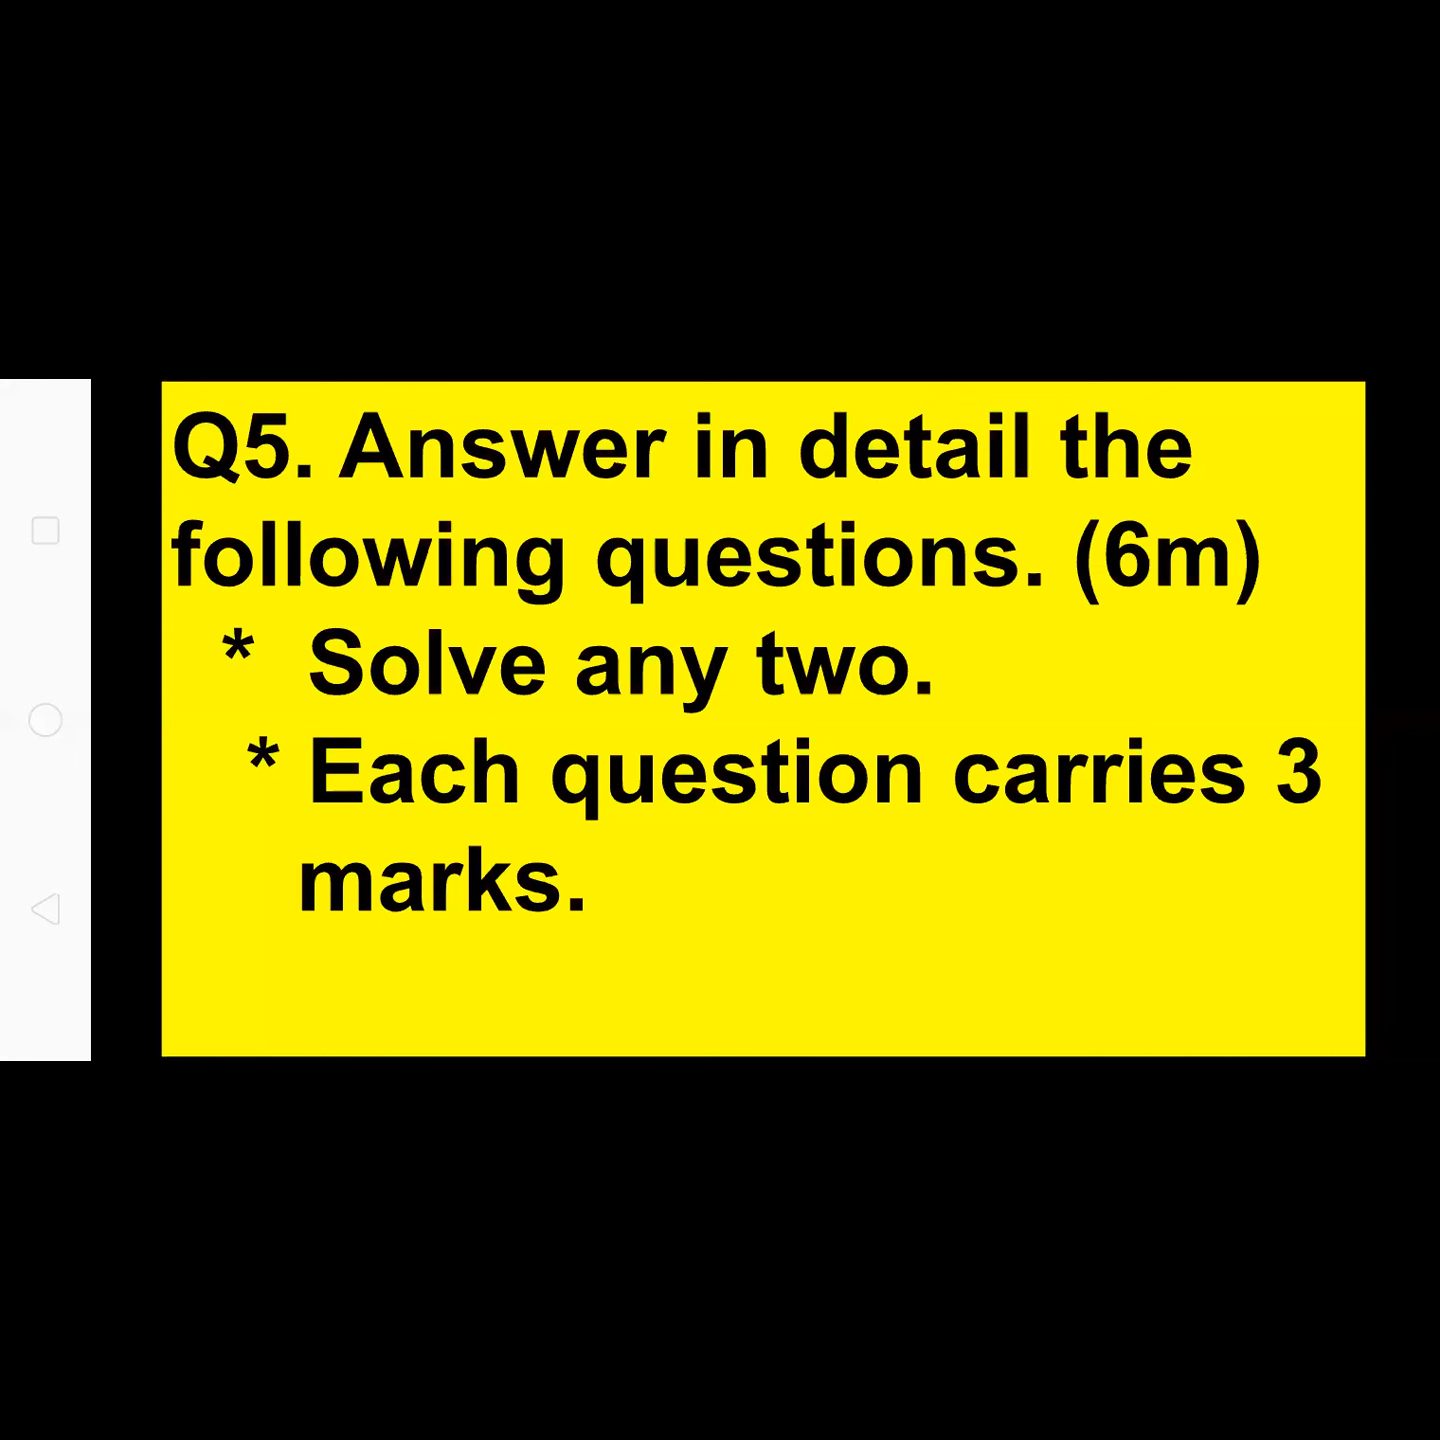 Q5. Answer in detail the
following questions. (6m)
* Solve any two.
* Each question carries 3
marks.